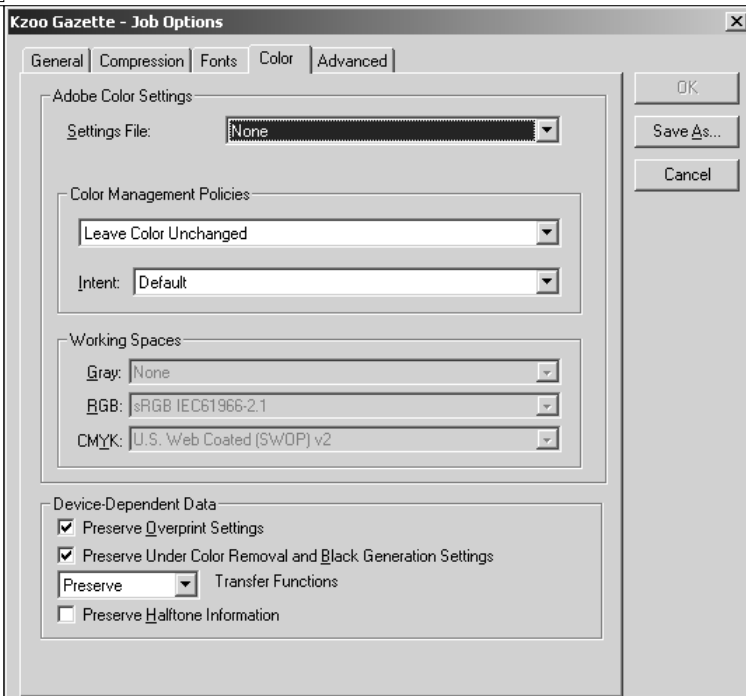 Kzoo Gazette - Job Options
General Compression Fonts Color Advanced
OK
Save As...
Cancel
Adobe Color Settings
Settings File: None
Color Management Policies
Leave Color Unchanged
Intent: Default
Working Spaces
Gray: None
RGB: sRGB IEC61966-2.1
CMYK: U.S. Web Coated (SWOP) v2
Device-Dependent Data
Preserve Overprint Settings
Preserve Under Color Removal and Black Generation Settings
Preserve Transfer Functions
Preserve Halftone Information